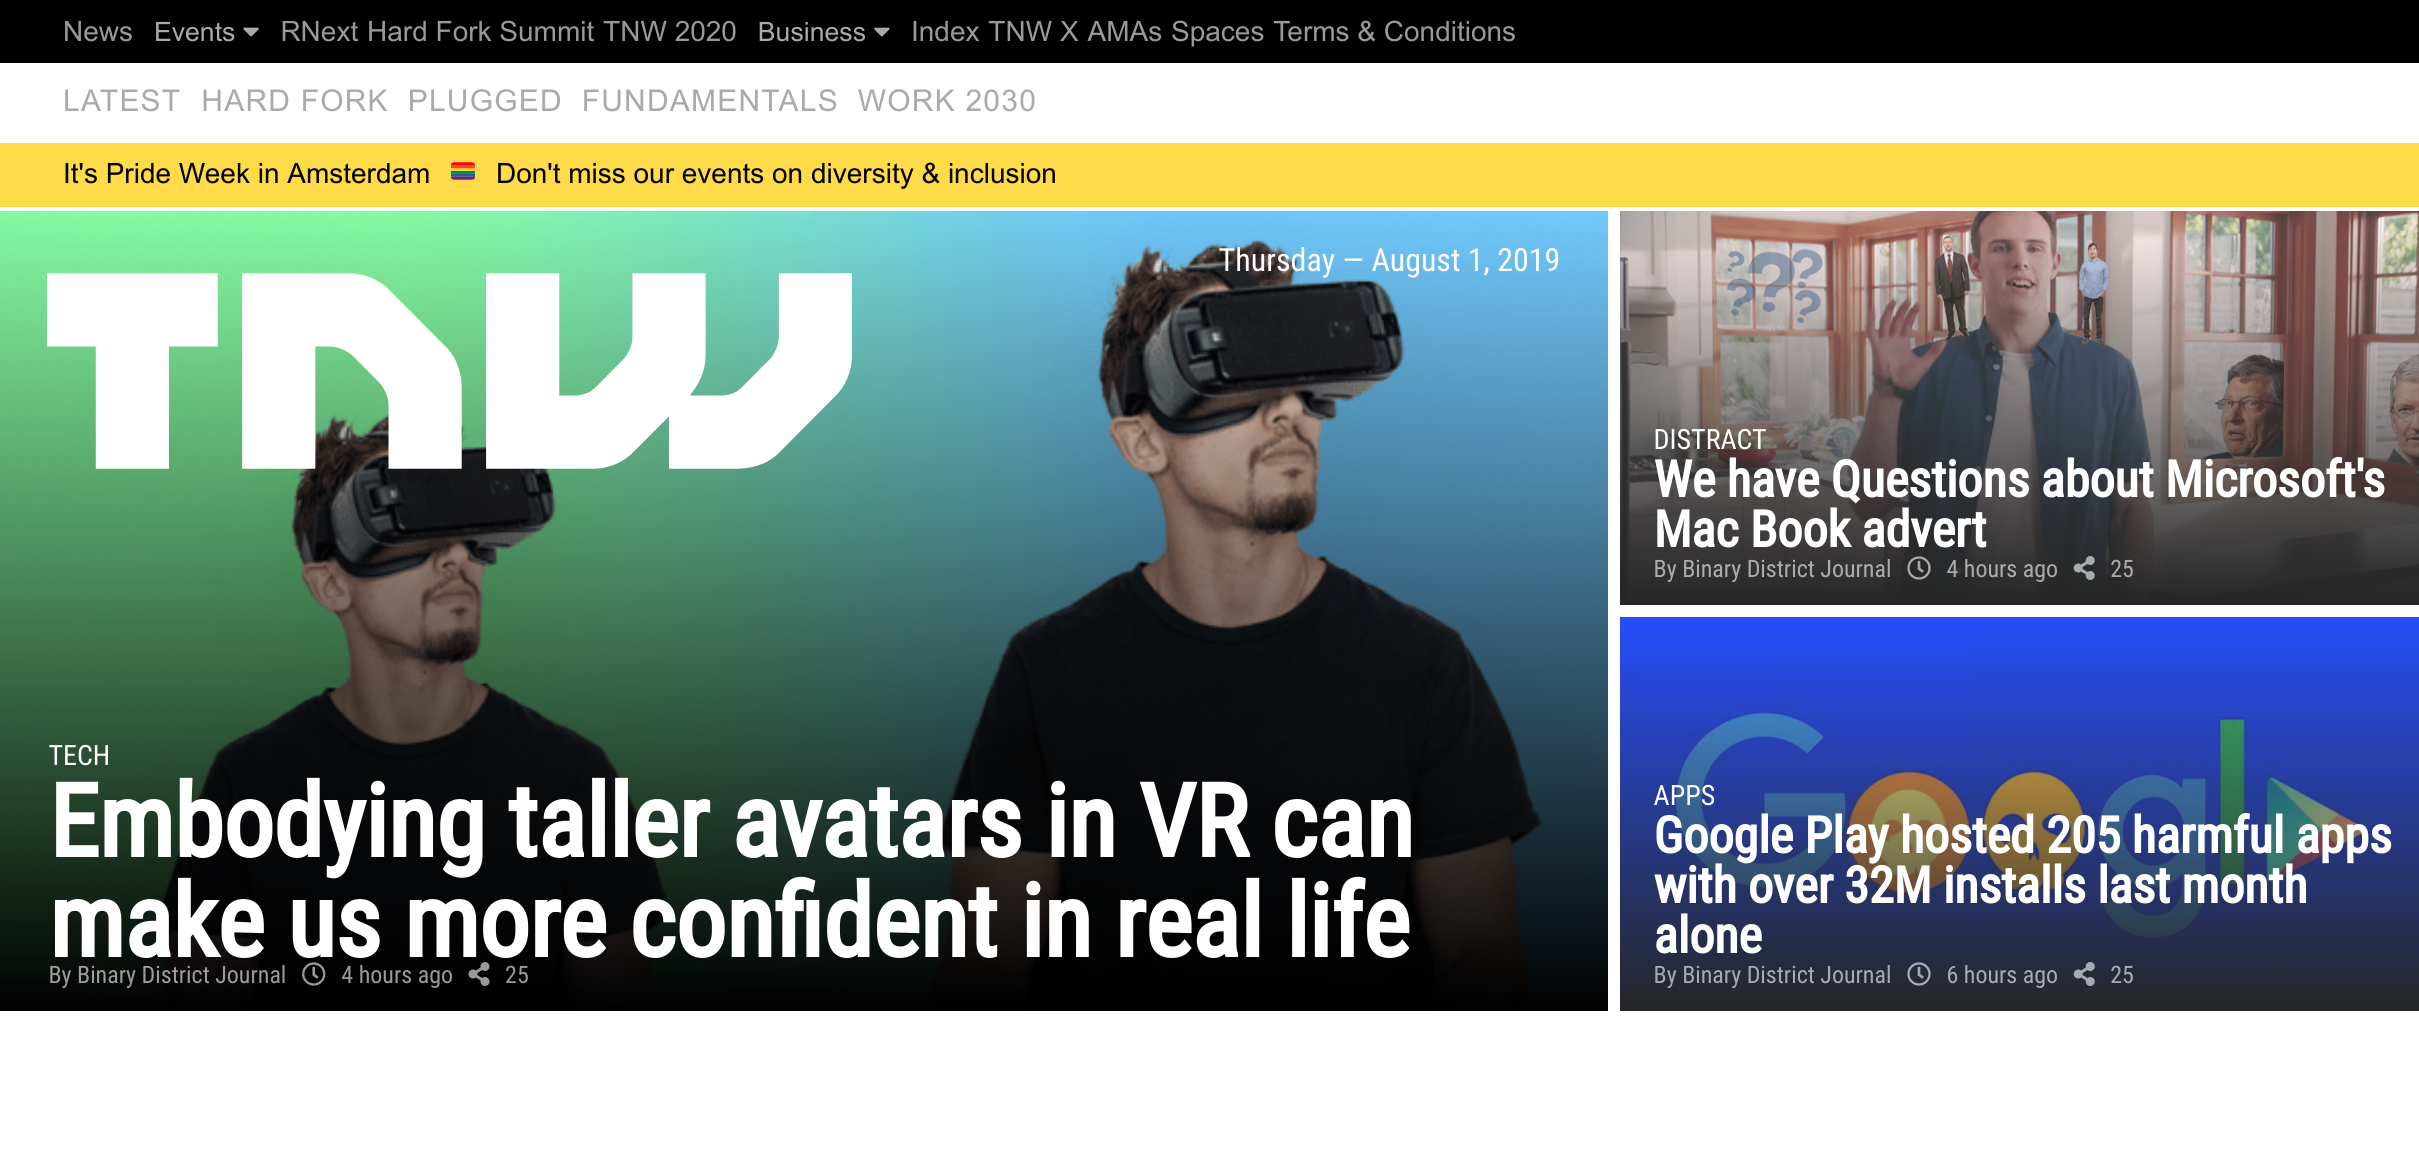 News Events RNext Hard Fork Summit TNW 2020 Business Index TNW X AMAs Spaces Terms & Conditions
LATEST HARD FORK PLUGGED FUNDAMENTALS WORK 2030
It's Pride Week in Amsterdam Don't miss our events on diversity & inclusion
TNW
Thursday — August 1, 2019
TECH
Embodying taller avatars in VR can
make us more confident in real life
By Binary District Journal 4 hours ago 25
???
??
DISTRACT
We have Questions about Microsoft's
Mac Book advert
By Binary District Journal 4 hours ago 25
Googl
APPS
Google Play hosted 205 harmful apps
with over 32M installs last month
alone
By Binary District Journal 6 hours ago 25